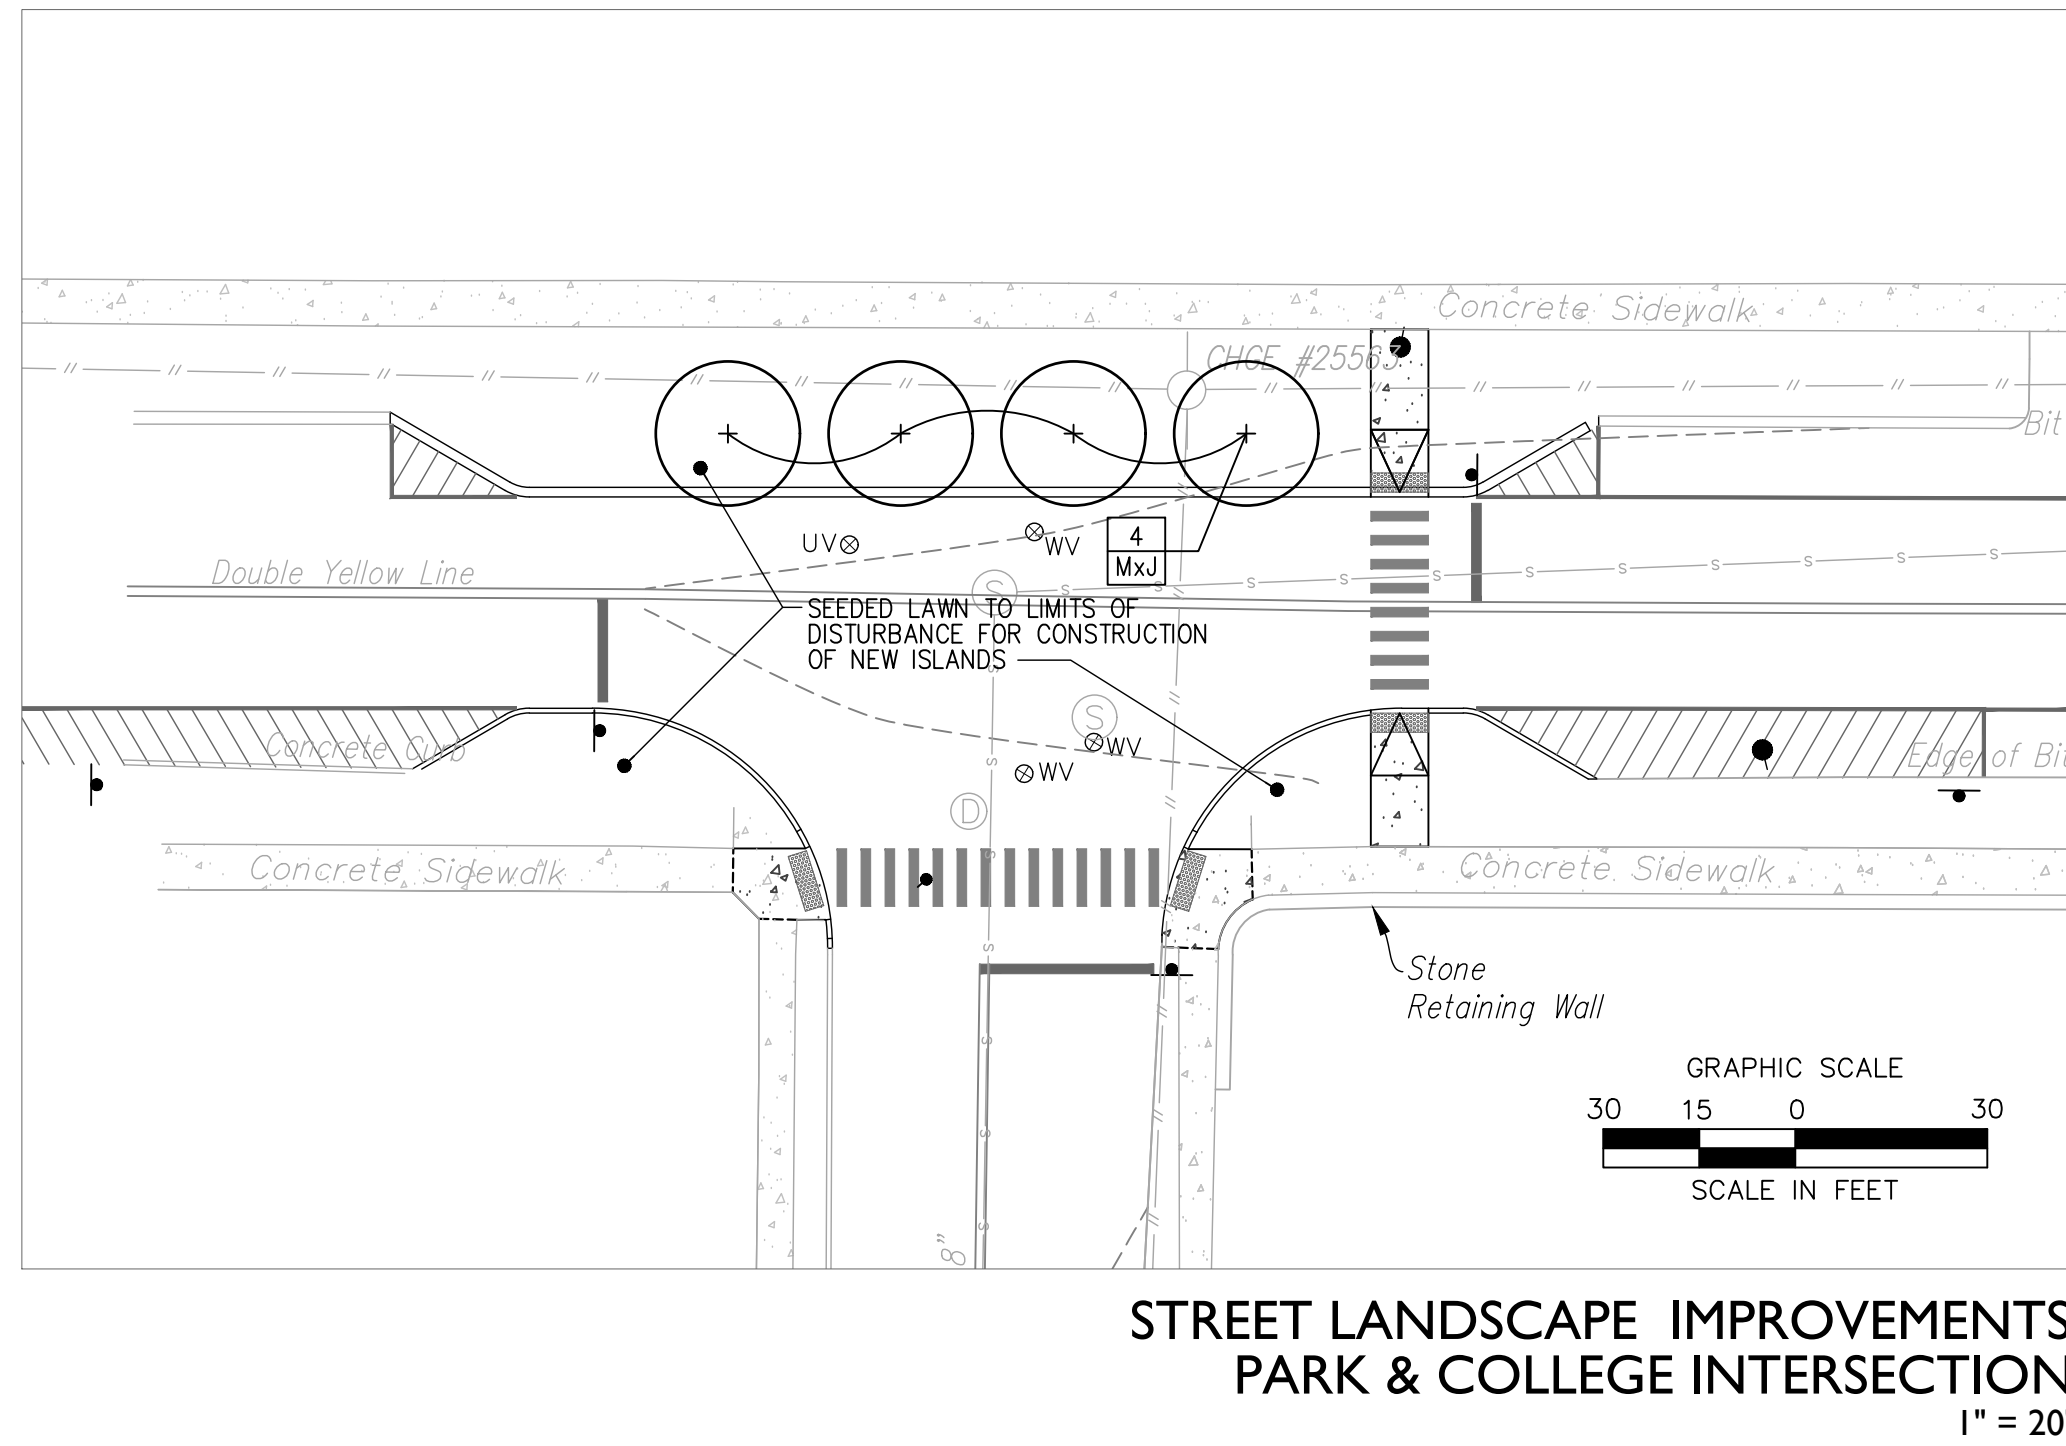 Concrete Sidewalk
CHGE #25563
Bit
UV
WV
4
MxJ
Double Yellow Line
S
s s s s s s s s s s
SEEDED LAWN TO LIMITS OF
DISTURBANCE FOR CONSTRUCTION
OF NEW ISLANDS
S
WV
WV
Concrete Curb
Edge of Bit
D
Concrete Sidewalk
Concrete Sidewalk
Stone
Retaining Wall
8"
GRAPHIC SCALE
30 15 0 30
SCALE IN FEET
STREET LANDSCAPE IMPROVEMENTS
PARK & COLLEGE INTERSECTION
1" = 20'